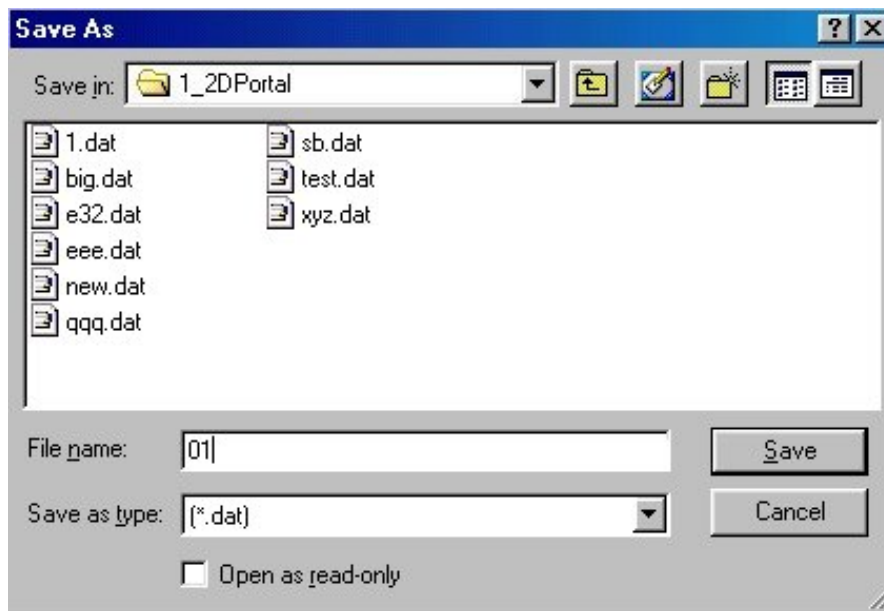 Save As
Save in: 1_2DPortal
1.dat
big.dat
e32.dat
eee.dat
new.dat
qqq.dat
sb.dat
test.dat
xyz.dat
File name: 01 Save
Save as type: (*.dat) Cancel
Open as read-only